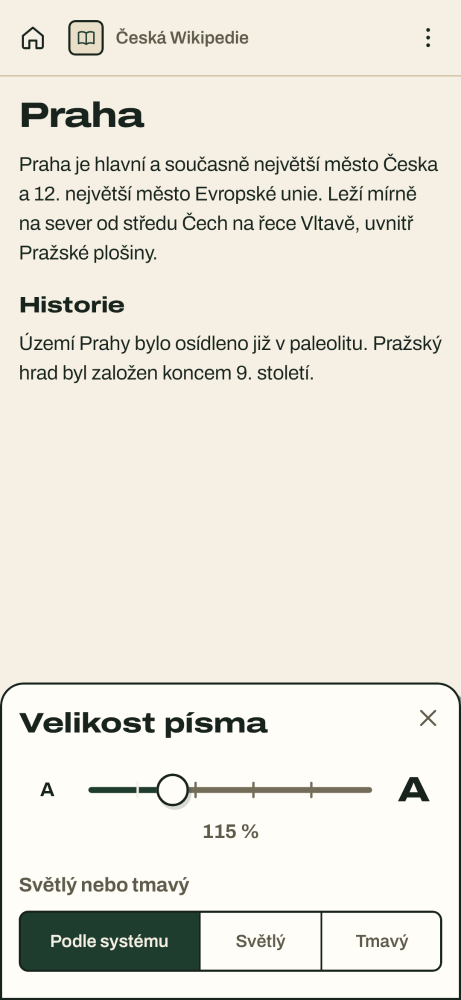 Česká Wikipedie
Praha
Praha je hlavní a současně největší město Česka
a 12. největší město Evropské unie. Leží mírně
na sever od středu Čech na řece Vltavě, uvnitř
Pražské plošiny.
Historie
Území Prahy bylo osídleno již v paleolitu. Pražský
hrad byl založen koncem 9. století.
Velikost písma
A A
115 %
Světlý nebo tmavý
Podle systému Světlý Tmavý